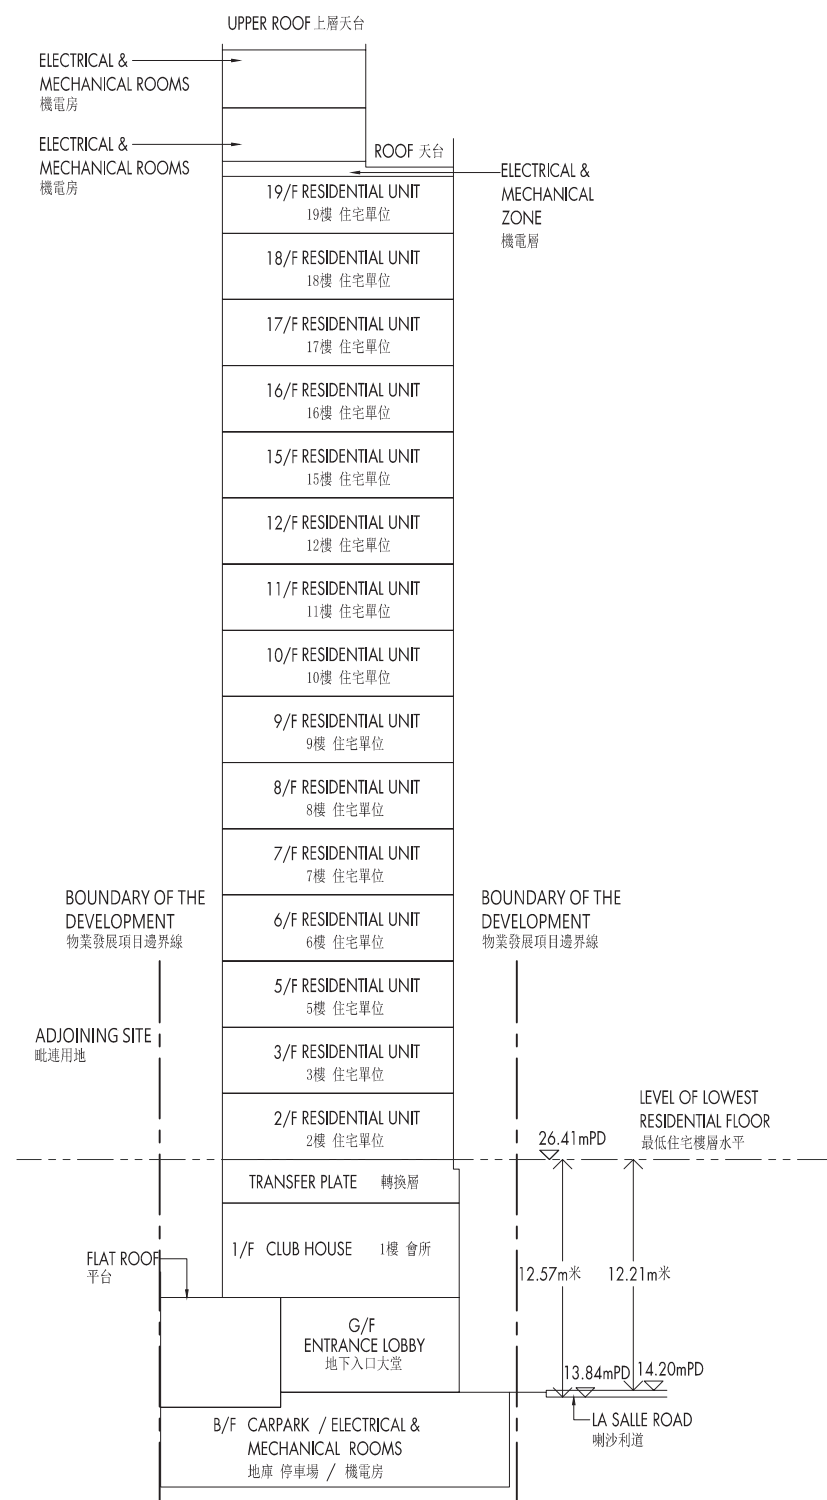 UPPER ROOF 上層天台
ELECTRICAL &
MECHANICAL ROOMS
機電房
ELECTRICAL &
MECHANICAL ROOMS
機電房
ROOF 天台
ELECTRICAL &
MECHANICAL
ZONE
機電層
19/F RESIDENTIAL UNIT
19樓 住宅單位
18/F RESIDENTIAL UNIT
18樓 住宅單位
17/F RESIDENTIAL UNIT
17樓 住宅單位
16/F RESIDENTIAL UNIT
16樓 住宅單位
15/F RESIDENTIAL UNIT
15樓 住宅單位
12/F RESIDENTIAL UNIT
12樓 住宅單位
11/F RESIDENTIAL UNIT
11樓 住宅單位
10/F RESIDENTIAL UNIT
10樓 住宅單位
9/F RESIDENTIAL UNIT
9樓 住宅單位
8/F RESIDENTIAL UNIT
8樓 住宅單位
7/F RESIDENTIAL UNIT
7樓 住宅單位
BOUNDARY OF THE
DEVELOPMENT
物業發展項目邊界線
BOUNDARY OF THE
DEVELOPMENT
物業發展項目邊界線
6/F RESIDENTIAL UNIT
6樓 住宅單位
5/F RESIDENTIAL UNIT
5樓 住宅單位
ADJOINING SITE
毗連用地
3/F RESIDENTIAL UNIT
3樓 住宅單位
2/F RESIDENTIAL UNIT
2樓 住宅單位
LEVEL OF LOWEST
RESIDENTIAL FLOOR
最低住宅樓層水平
26.41mPD
TRANSFER PLATE 轉換層
1/F CLUB HOUSE 1樓 會所
FLAT ROOF
平台
12.57m米
12.21m米
G/F
ENTRANCE LOBBY
地下入口大堂
13.84mPD
14.20mPD
LA SALLE ROAD
喇沙利道
B/F CARPARK / ELECTRICAL &
MECHANICAL ROOMS
地庫 停車場 / 機電房